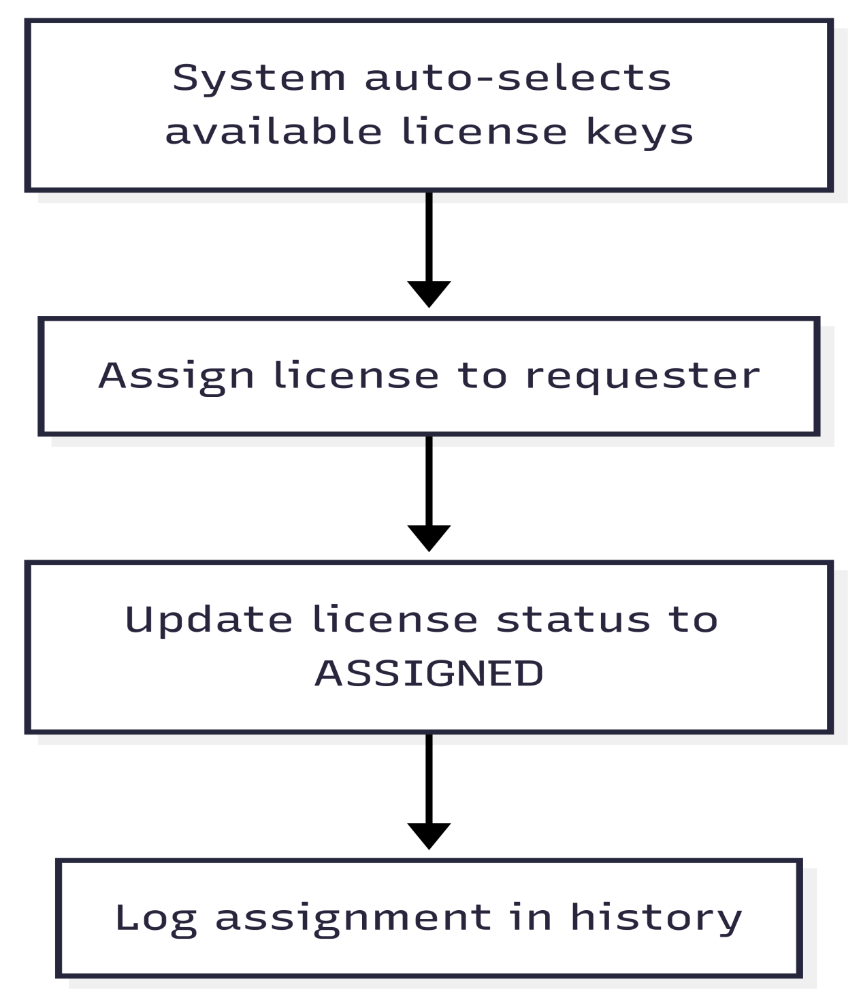 System auto-selects
available license keys
Assign license to requester
Update license status to
ASSIGNED
Log assignment in history